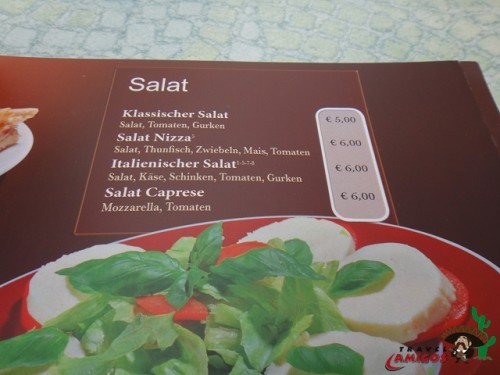 Salat
Klassischer Salat € 5,00
Salat, Tomaten, Gurken
Salat Nizza € 6,00
Salat, Thunfisch, Zwiebeln, Mais, Tomaten
Italienischer Salat € 6,00
Salat, Käse, Schinken, Tomaten, Gurken
Salat Caprese € 6,00
Mozzarella, Tomaten
TRAVEL
AMIGOS